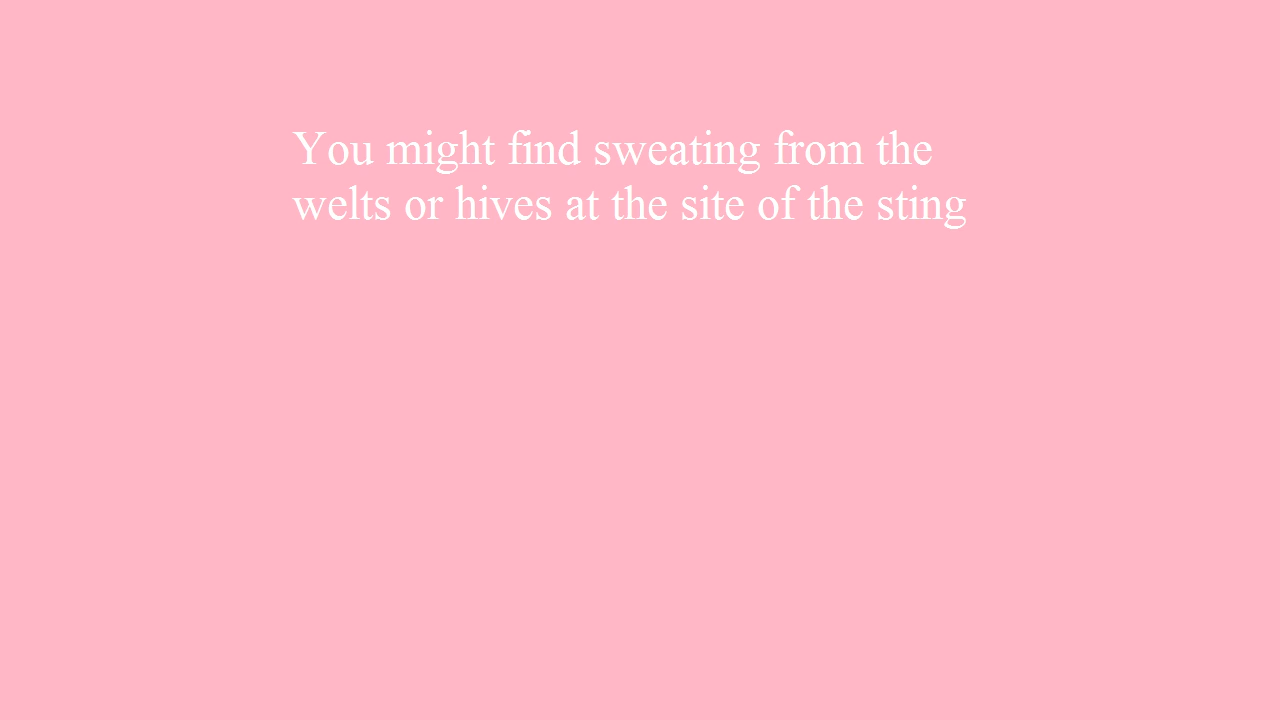 You might find sweating from the
welts or hives at the site of the sting